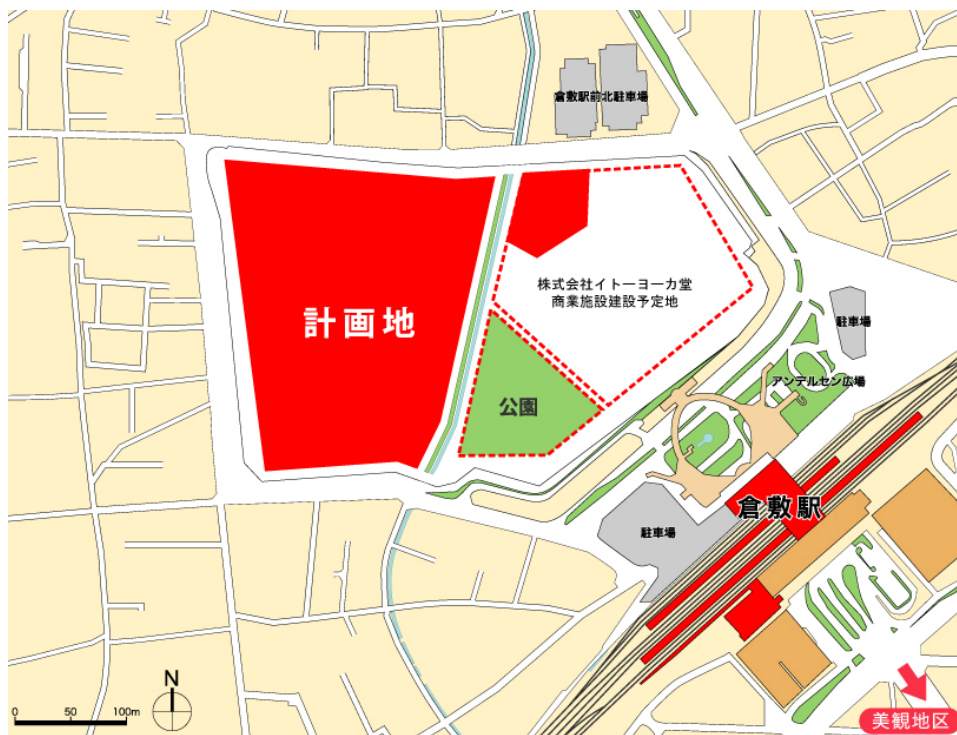 倉敷駅前北駐車場
株式会社イトーヨーカ堂
商業施設建設予定地
計画地
駐車場
アンデルセン広場
公園
倉敷駅
駐車場
N
0 50 100m
美観地区